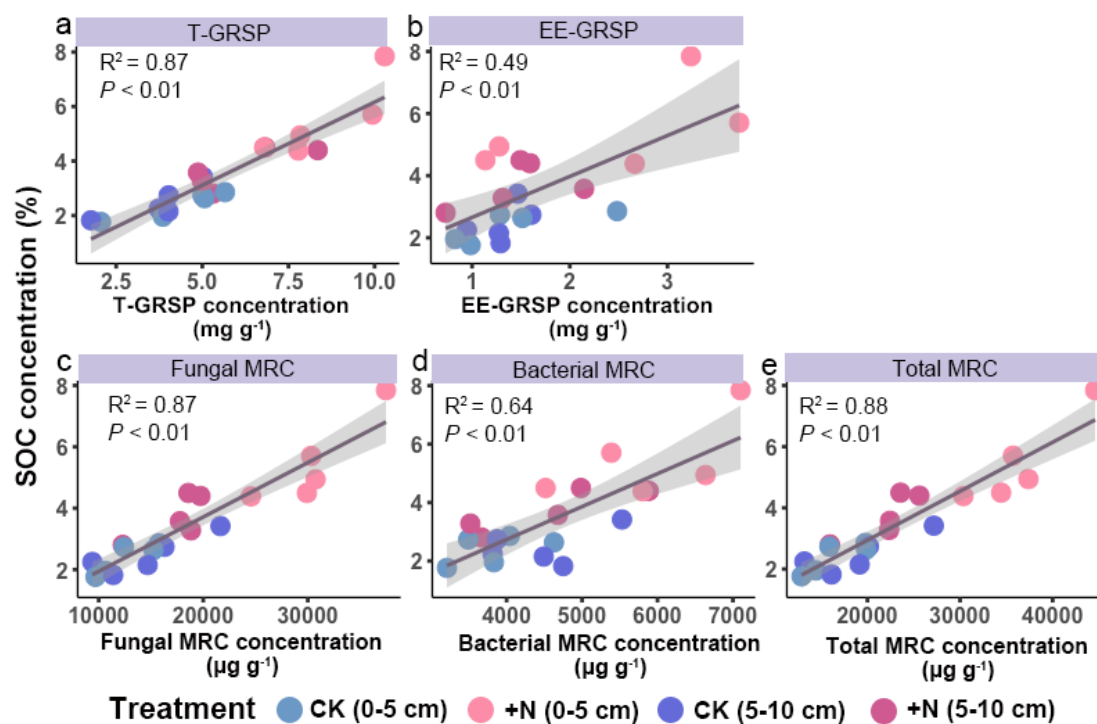 a
T-GRSP
R² = 0.87
P < 0.01
8
6
4
2
2.5
5.0
7.5
10.0
T-GRSP concentration
(mg g⁻¹)
b
EE-GRSP
R² = 0.49
P < 0.01
8
6
4
2
1
2
3
EE-GRSP concentration
(mg g⁻¹)
SOC concentration (%)
c
Fungal MRC
R² = 0.87
P < 0.01
8
6
4
2
10000
20000
30000
Fungal MRC concentration
(µg g⁻¹)
d
Bacterial MRC
R² = 0.64
P < 0.01
8
6
4
2
4000
5000
6000
7000
Bacterial MRC concentration
(µg g⁻¹)
e
Total MRC
R² = 0.88
P < 0.01
8
6
4
2
20000
30000
40000
Total MRC concentration
(µg g⁻¹)
Treatment CK (0-5 cm) +N (0-5 cm) CK (5-10 cm) +N (5-10 cm)